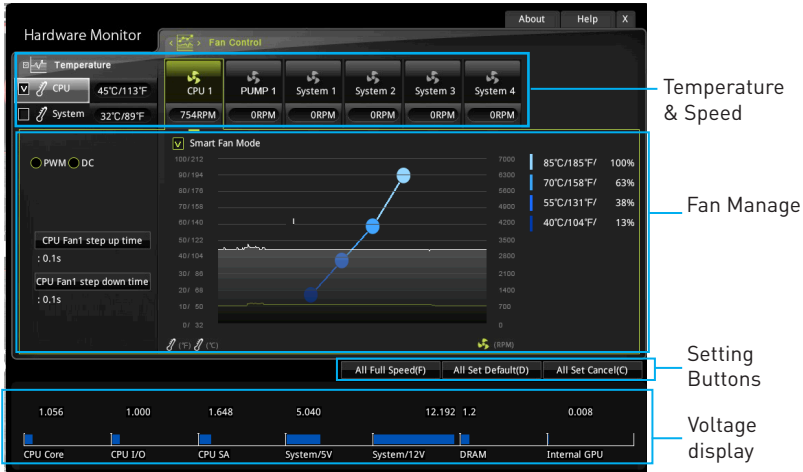 About Help X
Hardware Monitor
Fan Control
Temperature
CPU 45°C/113°F
System 32°C/89°F
CPU 1 PUMP 1 System 1 System 2 System 3 System 4
754RPM 0RPM 0RPM 0RPM 0RPM 0RPM
Temperature
& Speed
Smart Fan Mode
PWM DC
100/212 7000
90/194 6300
80/176 5600
70/158 4900
60/140 4200
50/122 3500
40/104 2800
30/ 86 2100
20/ 68 1400
10/ 50 700
0/ 32 0
(°F) (°C) (RPM)
85°C/185°F/ 100%
70°C/158°F/ 63%
55°C/131°F/ 38%
40°C/104°F/ 13%
CPU Fan1 step up time
: 0.1s
CPU Fan1 step down time
: 0.1s
Fan Manage
All Full Speed(F) All Set Default(D) All Set Cancel(C)
Setting
Buttons
1.056 1.000 1.648 5.040 12.192 1.2 0.008
CPU Core CPU I/O CPU SA System/5V System/12V DRAM Internal GPU
Voltage
display